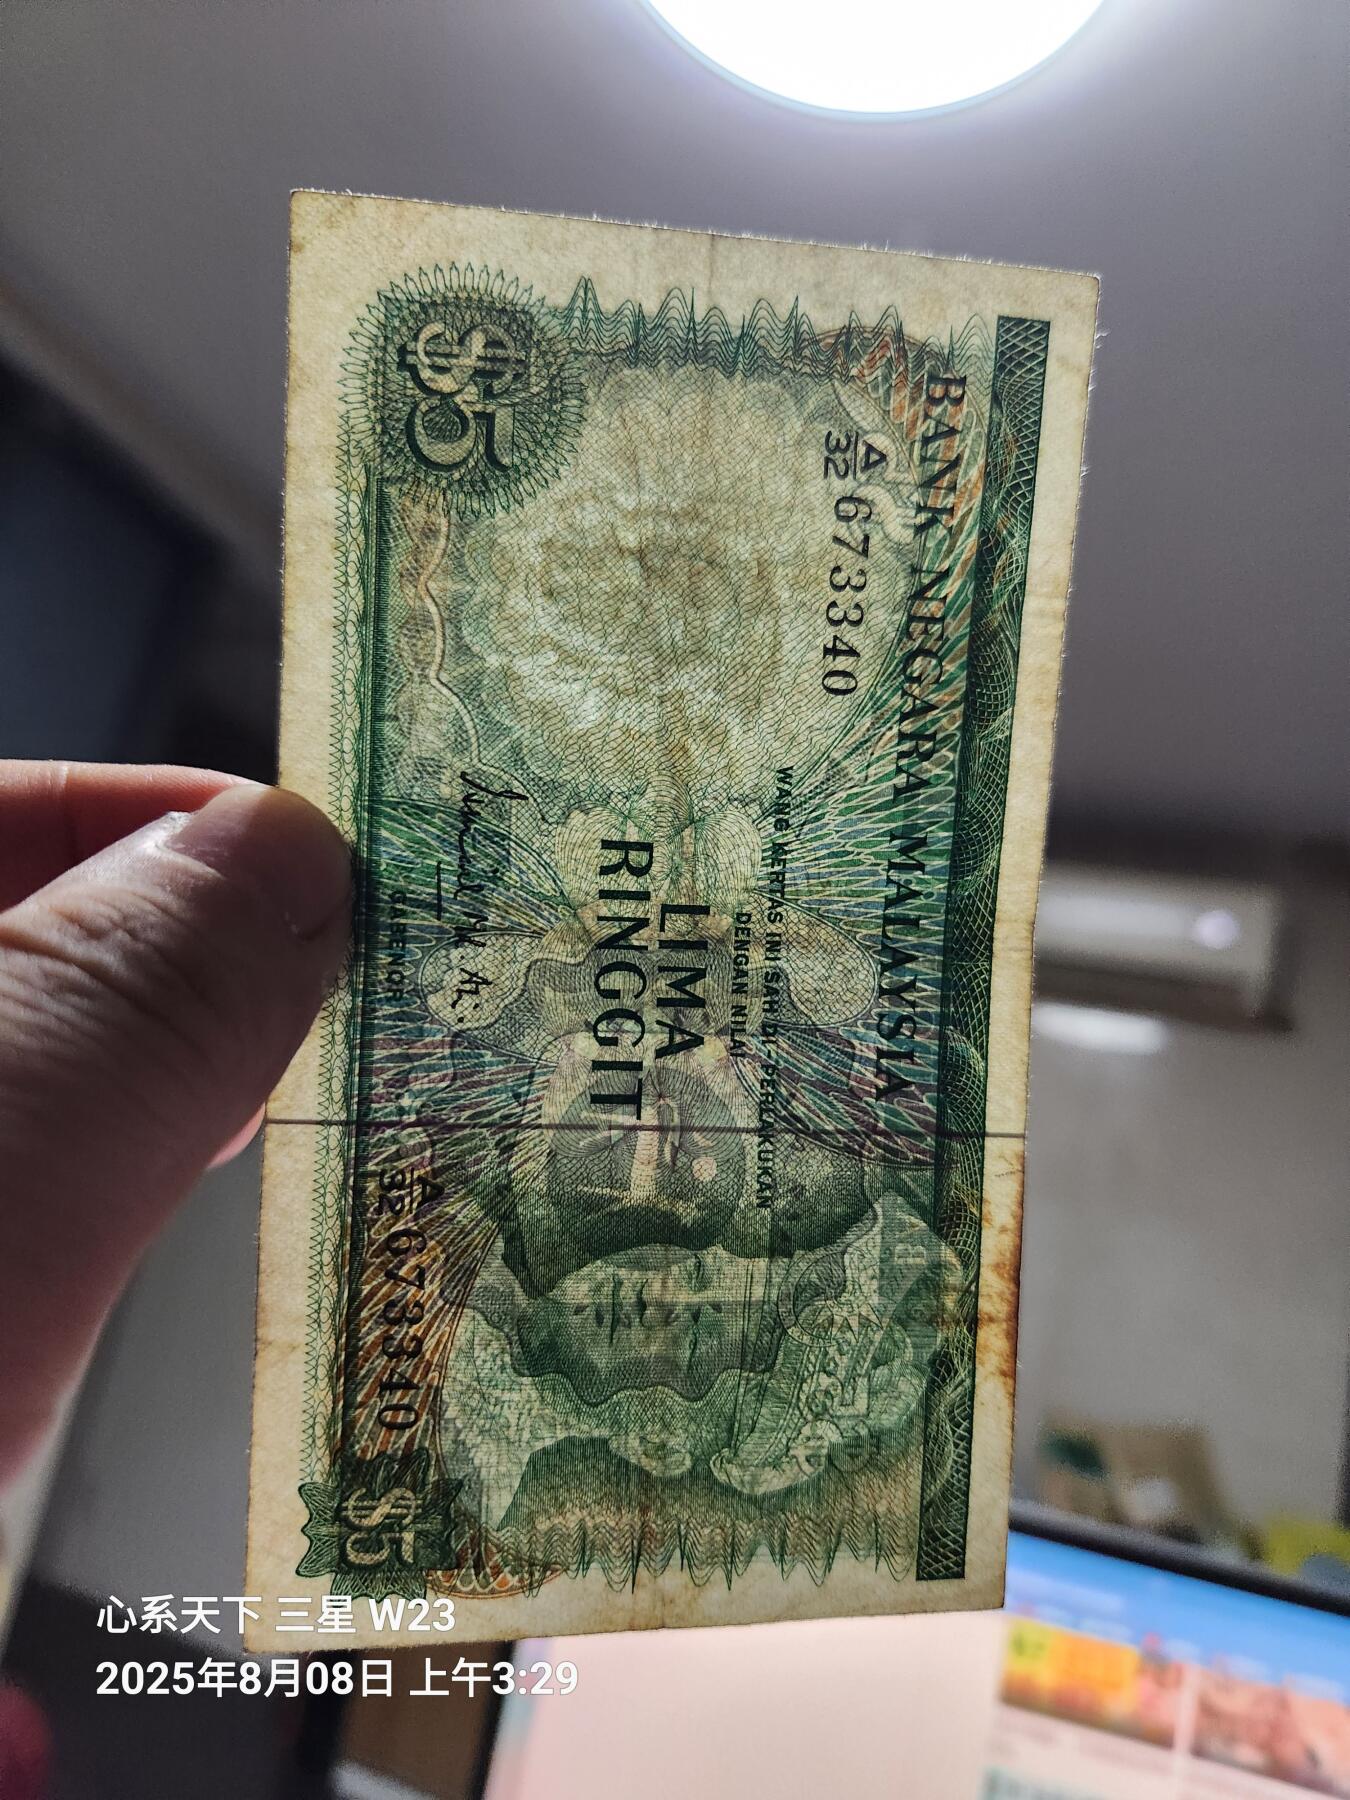 BANK NEGARA MALAYSIA
A/32 673340
WANG KERTAS INI SAH DI-PERLAKUKAN
DENGAN NILAI
LIMA
RINGGIT
GABENOR
A/32 673340
$5
$5
心系天下 三星 W23
2025年8月08日 上午3:29